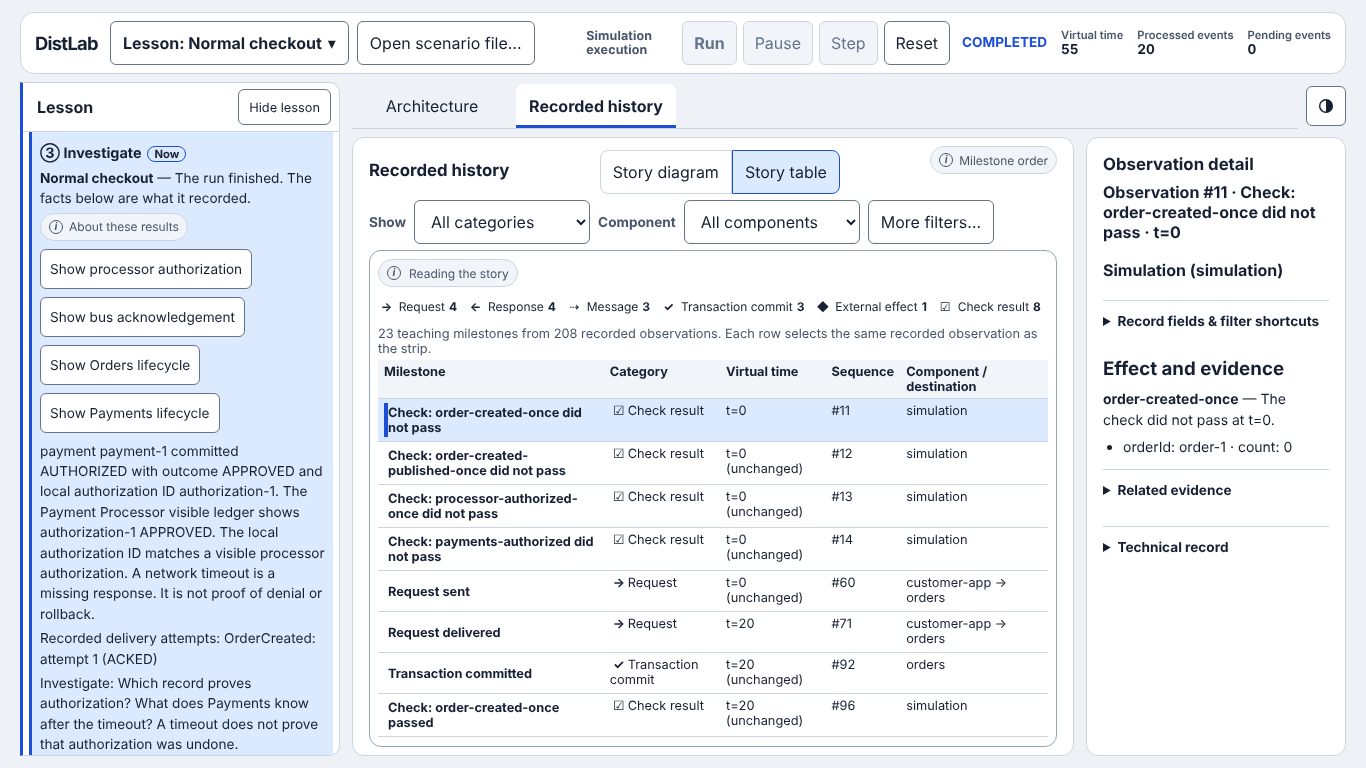 DistLab
Lesson: Normal checkout ▾
Open scenario file...
Simulation
execution
Run
Pause
Step
Reset
COMPLETED
Virtual time
55
Processed events
20
Pending events
0
Lesson
Hide lesson
③ Investigate Now
Normal checkout — The run finished. The
facts below are what it recorded.
i About these results
Show processor authorization
Show bus acknowledgement
Show Orders lifecycle
Show Payments lifecycle
payment payment-1 committed
AUTHORIZED with outcome APPROVED and
local authorization ID authorization-1. The
Payment Processor visible ledger shows
authorization-1 APPROVED. The local
authorization ID matches a visible processor
authorization. A network timeout is a
missing response. It is not proof of denial or
rollback.
Recorded delivery attempts: OrderCreated:
attempt 1 (ACKED)
Investigate: Which record proves
authorization? What does Payments know
after the timeout? A timeout does not prove
that authorization was undone.
Architecture
Recorded history
Recorded history
Story diagram
Story table
i Milestone order
Show
All categories
Component
All components
More filters...
i Reading the story
→ Request 4 ← Response 4 ⇢ Message 3 ✓ Transaction commit 3 ◆ External effect 1 ☑ Check result 8
23 teaching milestones from 208 recorded observations. Each row selects the same recorded observation as
the strip.
Milestone Category Virtual time Sequence Component /
destination
Check: order-created-once did ☑ Check result t=0 #11 simulation
not pass
Check: order-created- ☑ Check result t=0 #12 simulation
published-once did not pass (unchanged)
Check: processor-authorized- ☑ Check result t=0 #13 simulation
once did not pass (unchanged)
Check: payments-authorized did ☑ Check result t=0 #14 simulation
not pass (unchanged)
Request sent → Request t=0 #60 customer-app →
(unchanged) orders
Request delivered → Request t=20 #71 customer-app →
orders
Transaction committed ✓ Transaction t=20 #92 orders
commit (unchanged)
Check: order-created-once ☑ Check result t=20 #96 simulation
passed (unchanged)
Observation detail
Observation #11 · Check:
order-created-once did not
pass · t=0
Simulation (simulation)
▶ Record fields & filter shortcuts
Effect and evidence
order-created-once — The
check did not pass at t=0.
• orderId: order-1 · count: 0
▶ Related evidence
▶ Technical record